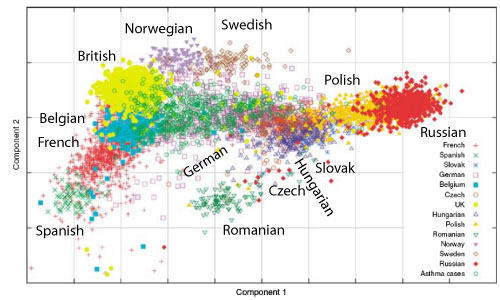 Norwegian
Swedish
British
Polish
Belgian
French
Russian
German
Hungarian
Slovak
Czech
Spanish
Romanian
Component 2
Component 1
French
Spanish
Slovak
German
Belgium
Czech
UK
Hungarian
Polish
Romanian
Norway
Sweden
Russian
Asthma cases